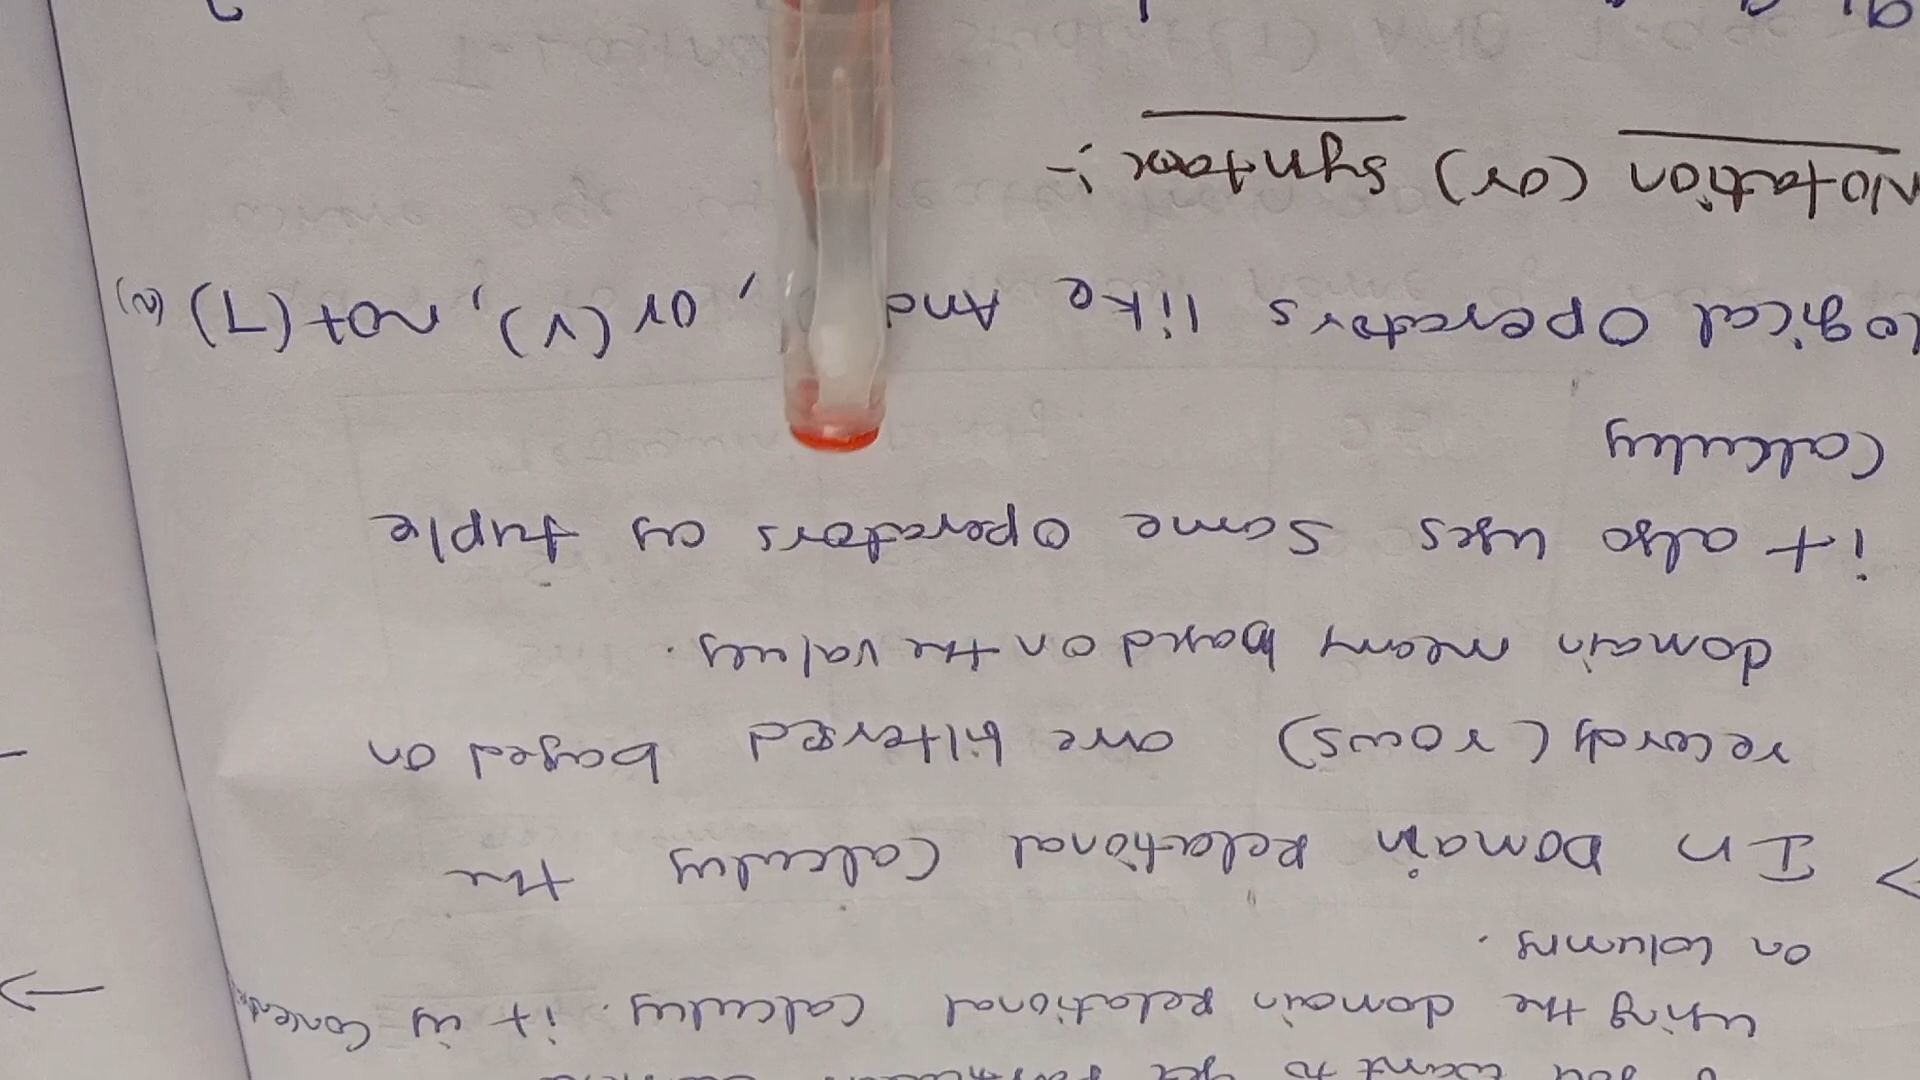 using the domain Relational Calculus. it is
on columns.
→ In Domain Relational Calculus the
records (rows) are filtered based on
domain means based on the values.
it also uses same operators as tuple
Calculus
Logical Operators like And , or (∨), not (¬)
Notation (or) Syntax :-